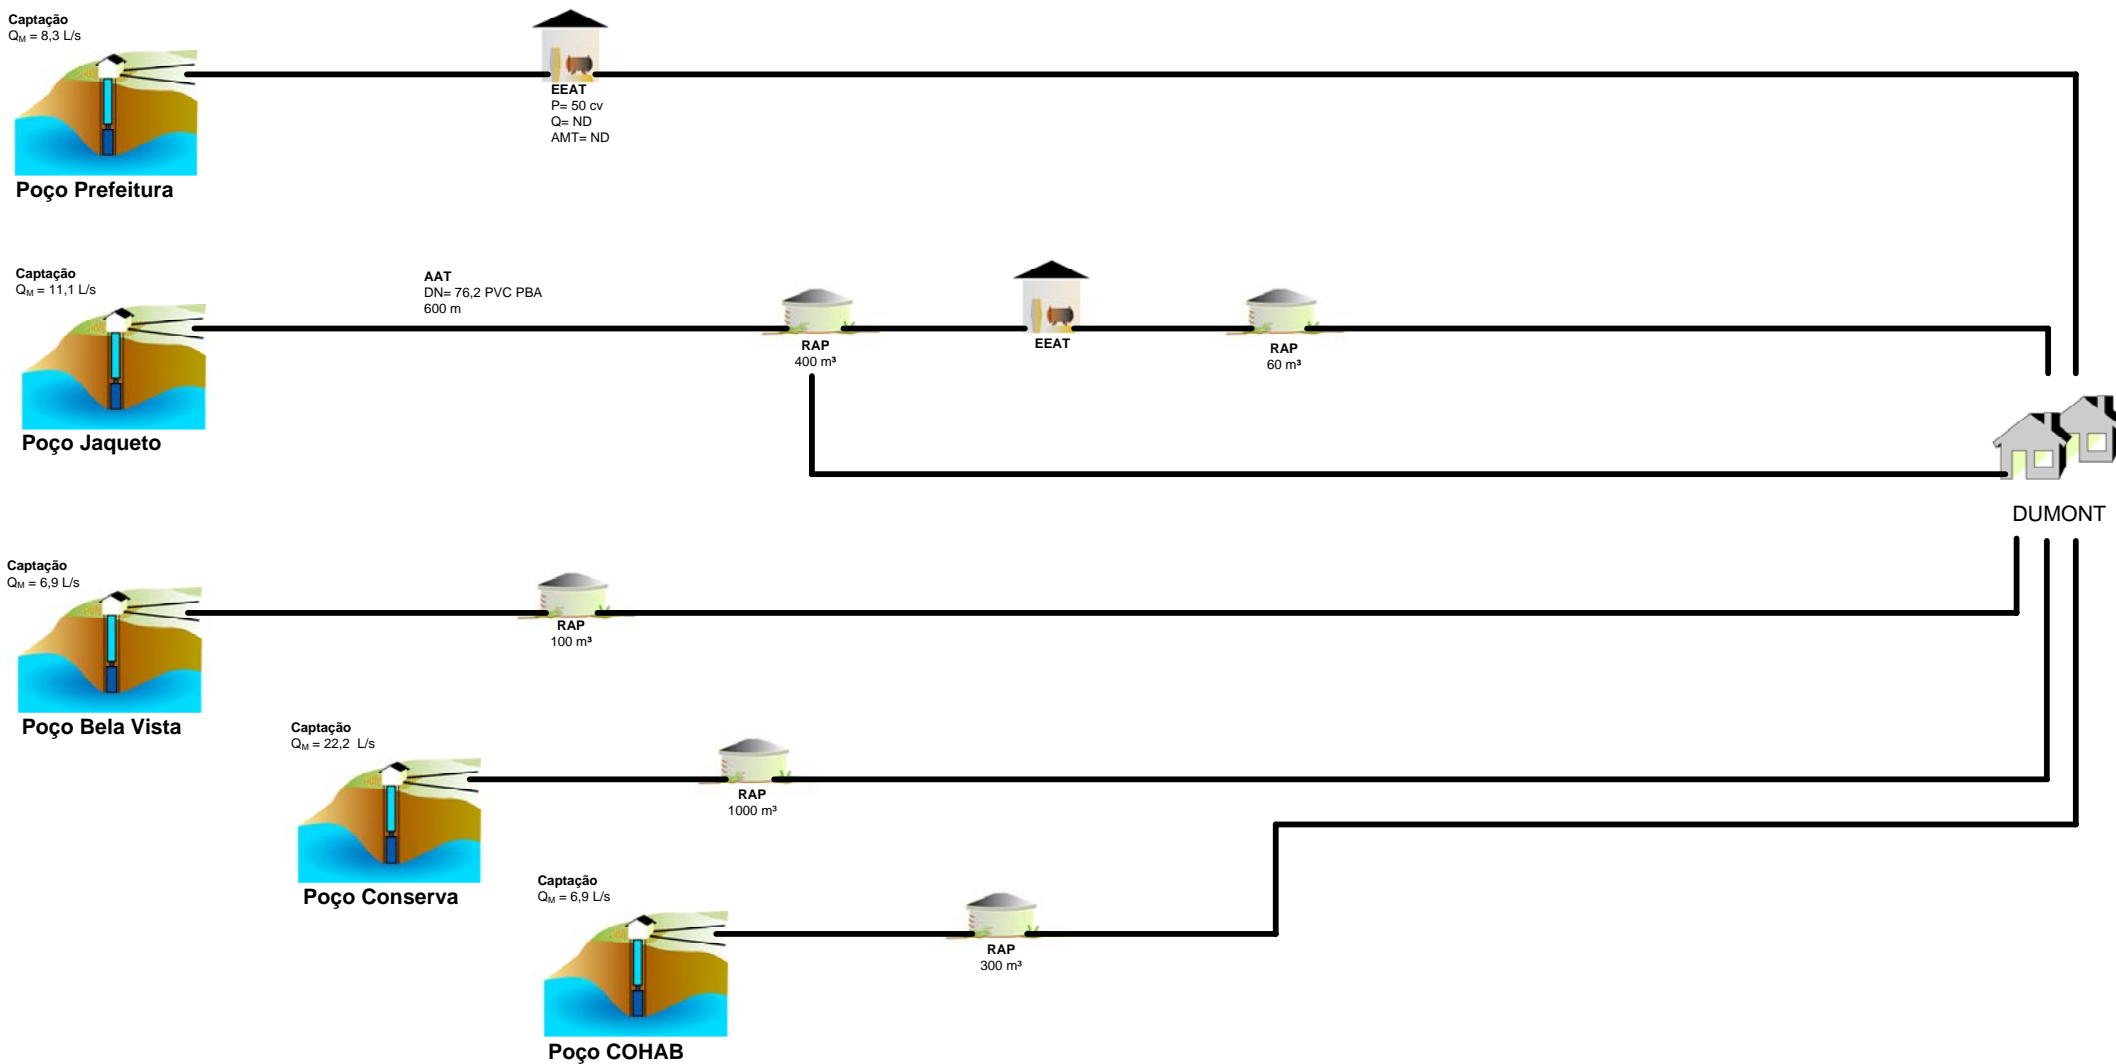 Captação
QM = 8,3 L/s
EEAT
P= 50 cv
Q= ND
AMT= ND
Poço Prefeitura
Captação
QM = 11,1 L/s
AAT
DN= 76,2 PVC PBA
600 m
RAP
400 m³
EEAT
RAP
60 m³
Poço Jaqueto
DUMONT
Captação
QM = 6,9 L/s
RAP
100 m³
Poço Bela Vista
Captação
QM = 22,2 L/s
RAP
1000 m³
Poço Conserva
Captação
QM = 6,9 L/s
RAP
300 m³
Poço COHAB